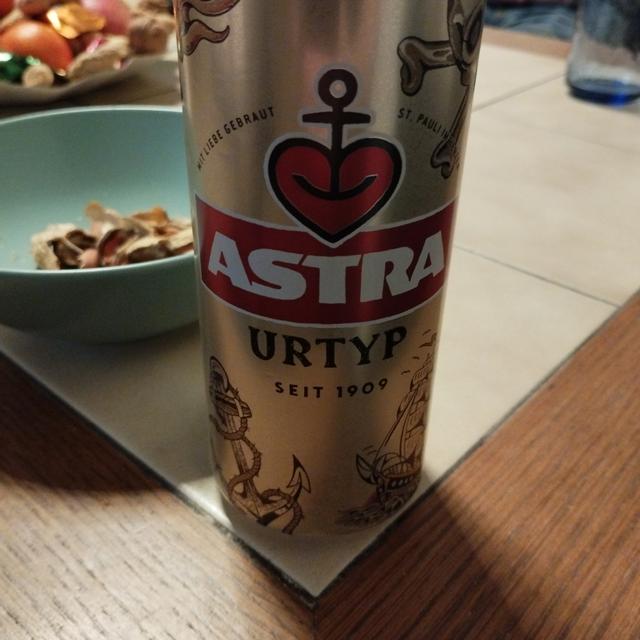 MIT LIEBE GEBRAUT
ST. PAULI
ASTRA
URTYP
SEIT 1909